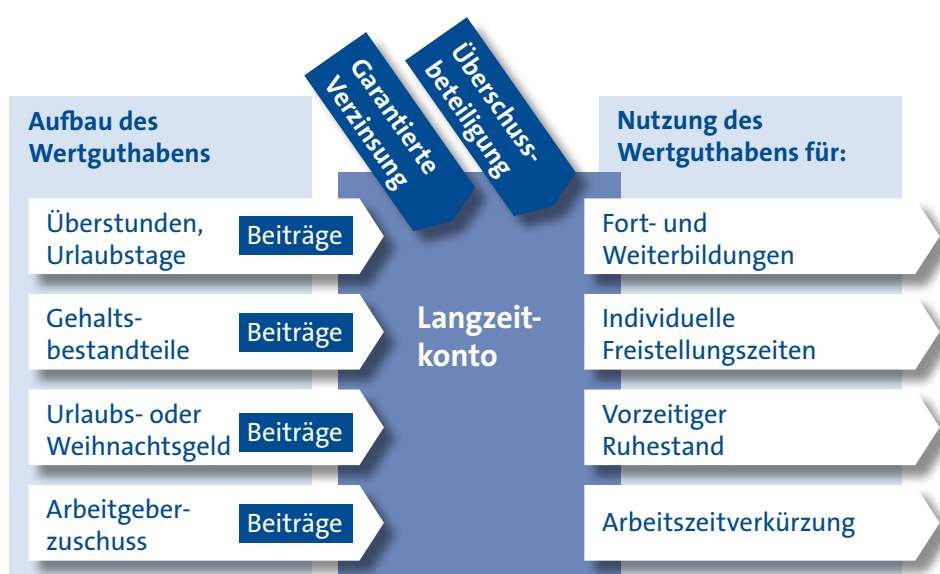 Garantierte
Verzinsung
Überschuss-
beteiligung
Aufbau des
Wertguthabens
Überstunden,
Urlaubstage
Beiträge
Gehalts-
bestandteile
Beiträge
Urlaubs- oder
Weihnachtsgeld
Beiträge
Arbeitgeber-
zuschuss
Beiträge
Langzeit-
konto
Nutzung des
Wertguthabens für:
Fort- und
Weiterbildungen
Individuelle
Freistellungszeiten
Vorzeitiger
Ruhestand
Arbeitszeitverkürzung